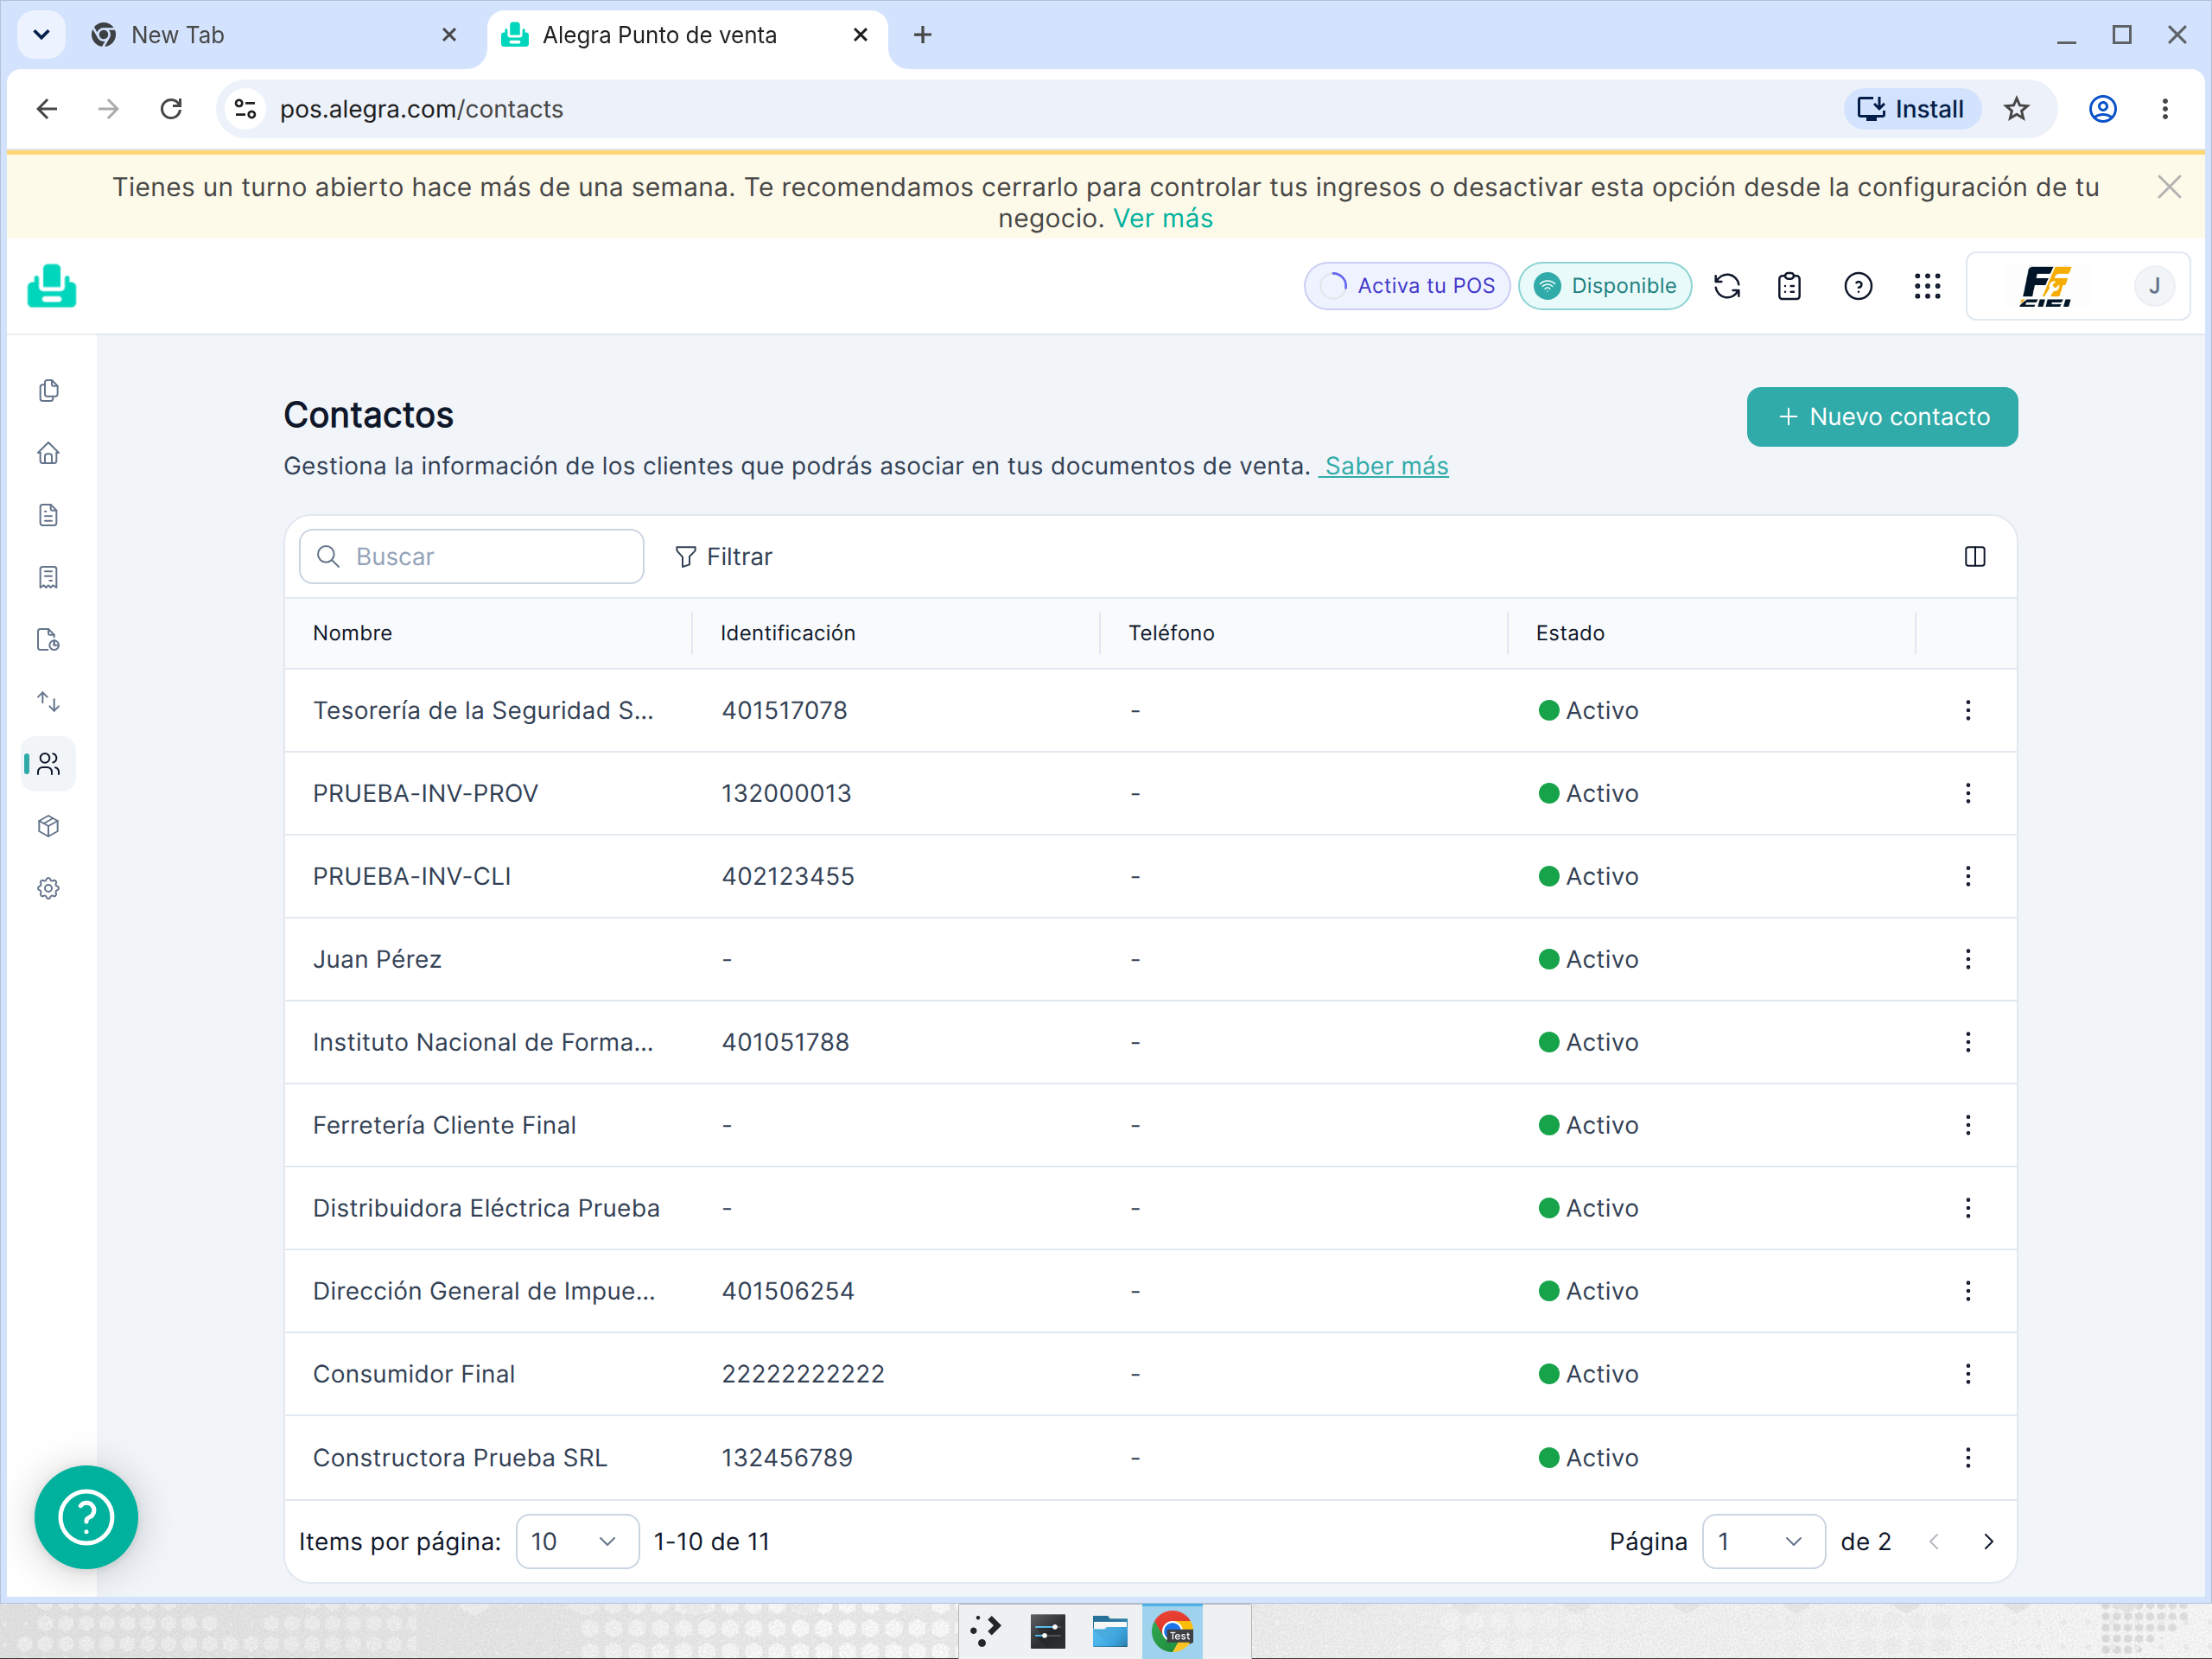 New Tab
Alegra Punto de venta
pos.alegra.com/contacts
Install
Tienes un turno abierto hace más de una semana. Te recomendamos cerrarlo para controlar tus ingresos o desactivar esta opción desde la configuración de tu
negocio. Ver más
Activa tu POS
Disponible
J
Contactos
+ Nuevo contacto
Gestiona la información de los clientes que podrás asociar en tus documentos de venta. Saber más
Buscar
Filtrar
Nombre Identificación Teléfono Estado
Tesorería de la Seguridad S... 401517078 - Activo
PRUEBA-INV-PROV 132000013 - Activo
PRUEBA-INV-CLI 402123455 - Activo
Juan Pérez - - Activo
Instituto Nacional de Forma... 401051788 - Activo
Ferretería Cliente Final - - Activo
Distribuidora Eléctrica Prueba - - Activo
Dirección General de Impue... 401506254 - Activo
Consumidor Final 22222222222 - Activo
Constructora Prueba SRL 132456789 - Activo
Items por página: 10 1-10 de 11
Página 1 de 2
Test